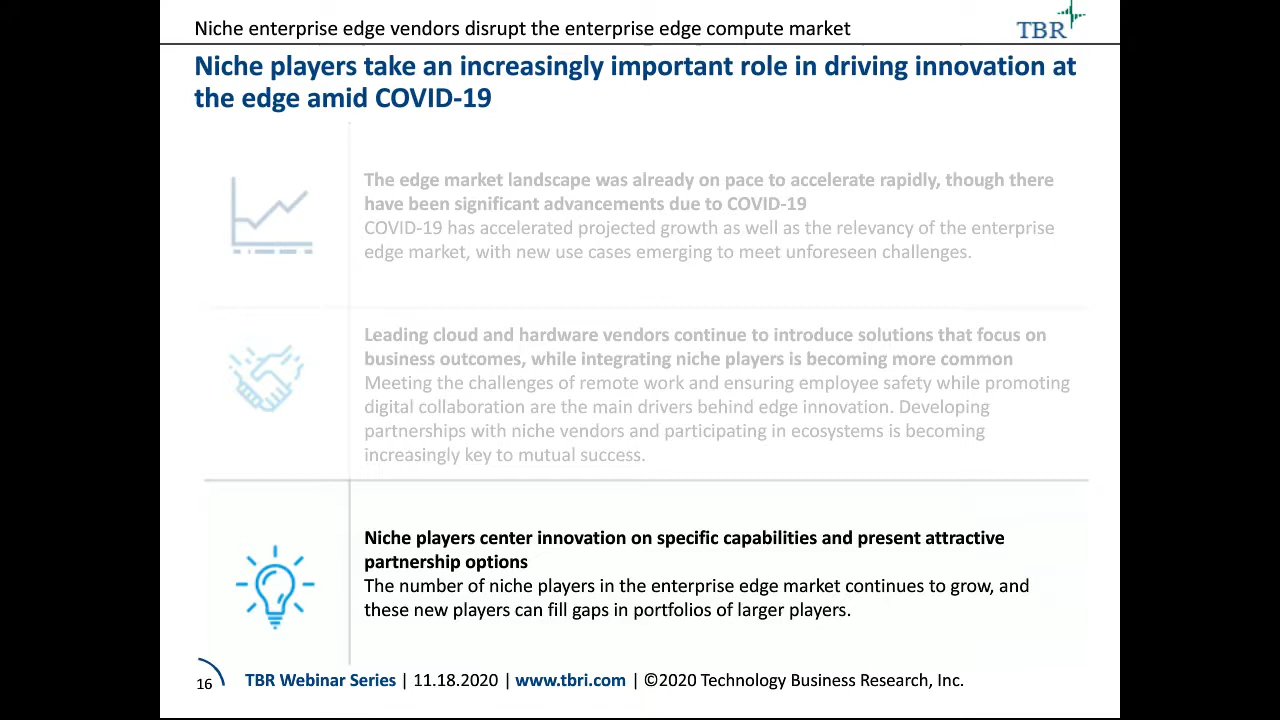 Niche enterprise edge vendors disrupt the enterprise edge compute market
TBR
Niche players take an increasingly important role in driving innovation at
the edge amid COVID-19
The edge market landscape was already on pace to accelerate rapidly, though there
have been significant advancements due to COVID-19
COVID-19 has accelerated projected growth as well as the relevancy of the enterprise
edge market, with new use cases emerging to meet unforeseen challenges.
Leading cloud and hardware vendors continue to introduce solutions that focus on
business outcomes, while integrating niche players is becoming more common
Meeting the challenges of remote work and ensuring employee safety while promoting
digital collaboration are the main drivers behind edge innovation. Developing
partnerships with niche vendors and participating in ecosystems is becoming
increasingly key to mutual success.
Niche players center innovation on specific capabilities and present attractive
partnership options
The number of niche players in the enterprise edge market continues to grow, and
these new players can fill gaps in portfolios of larger players.
16 TBR Webinar Series | 11.18.2020 | www.tbri.com | ©2020 Technology Business Research, Inc.